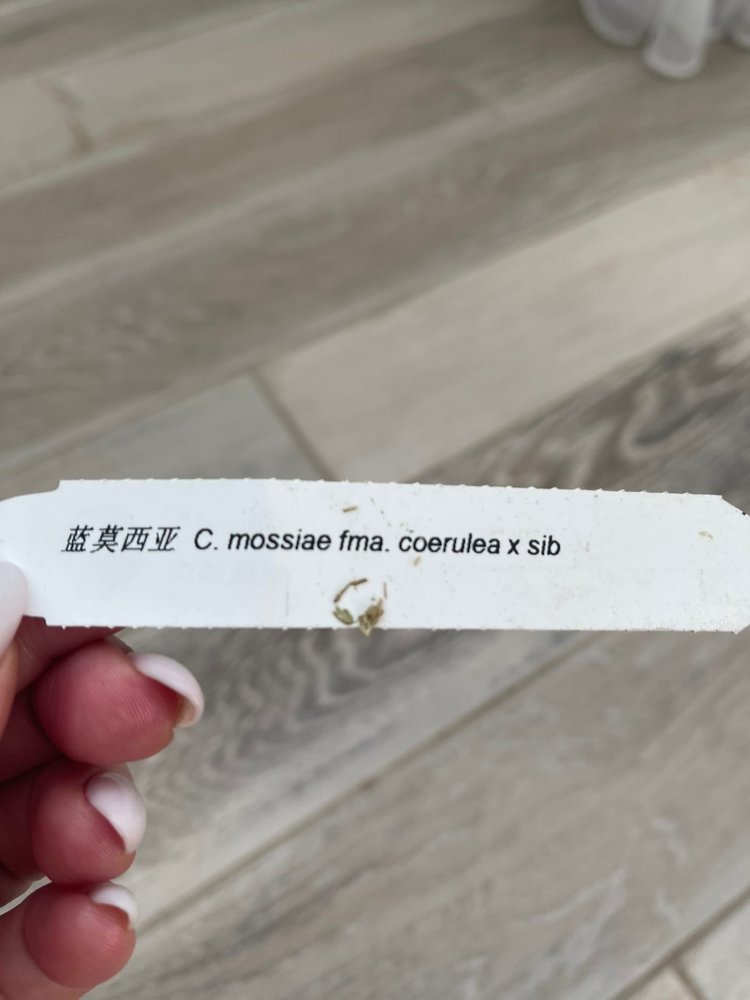 蓝莫西亚 C. mossiae fma. coerulea x sib